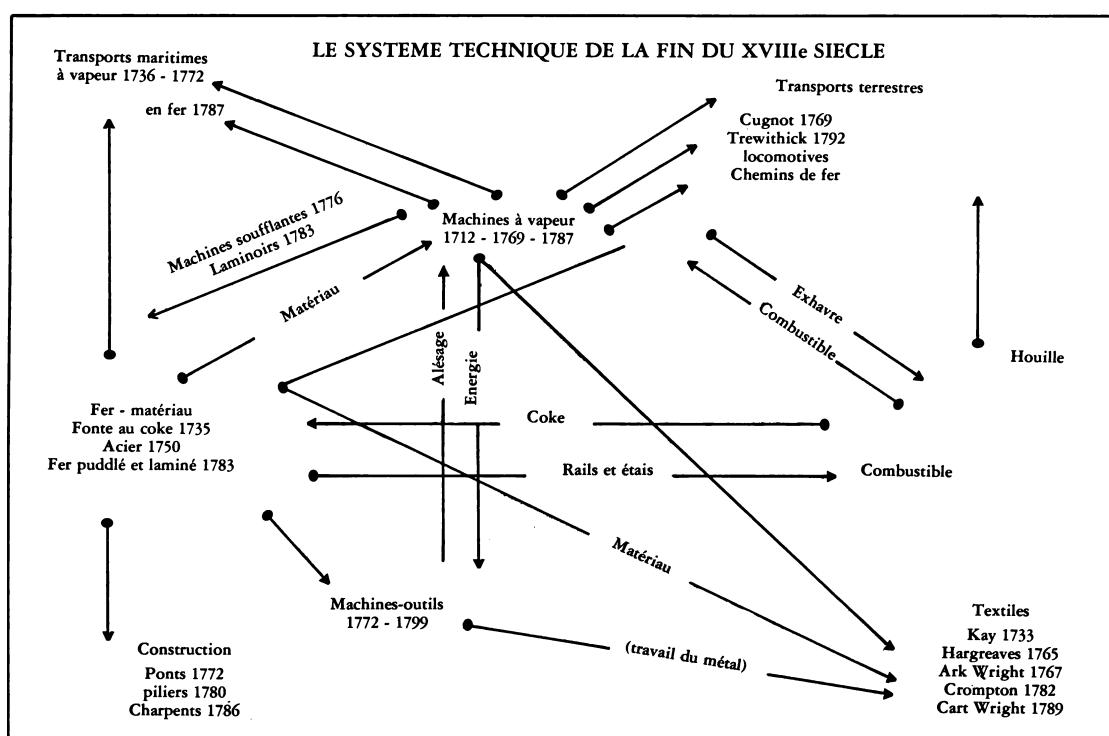 LE SYSTEME TECHNIQUE DE LA FIN DU XVIIIe SIECLE
Transports maritimes
à vapeur 1736 - 1772
en fer 1787
Transports terrestres
Cugnot 1769
Trewithick 1792
locomotives
Chemins de fer
Machines soufflantes 1776
Laminoirs 1783
Machines à vapeur
1712 - 1769 - 1787
Matériau
Alésage
Energie
Exhavre
Combustible
Houille
Fer - matériau
Fonte au coke 1735
Acier 1750
Fer puddlé et laminé 1783
Coke
Rails et étais
Combustible
Matériau
Machines-outils
1772 - 1799
(travail du métal)
Construction
Ponts 1772
piliers 1780
Charpents 1786
Textiles
Kay 1733
Hargreaves 1765
Ark Wright 1767
Crompton 1782
Cart Wright 1789